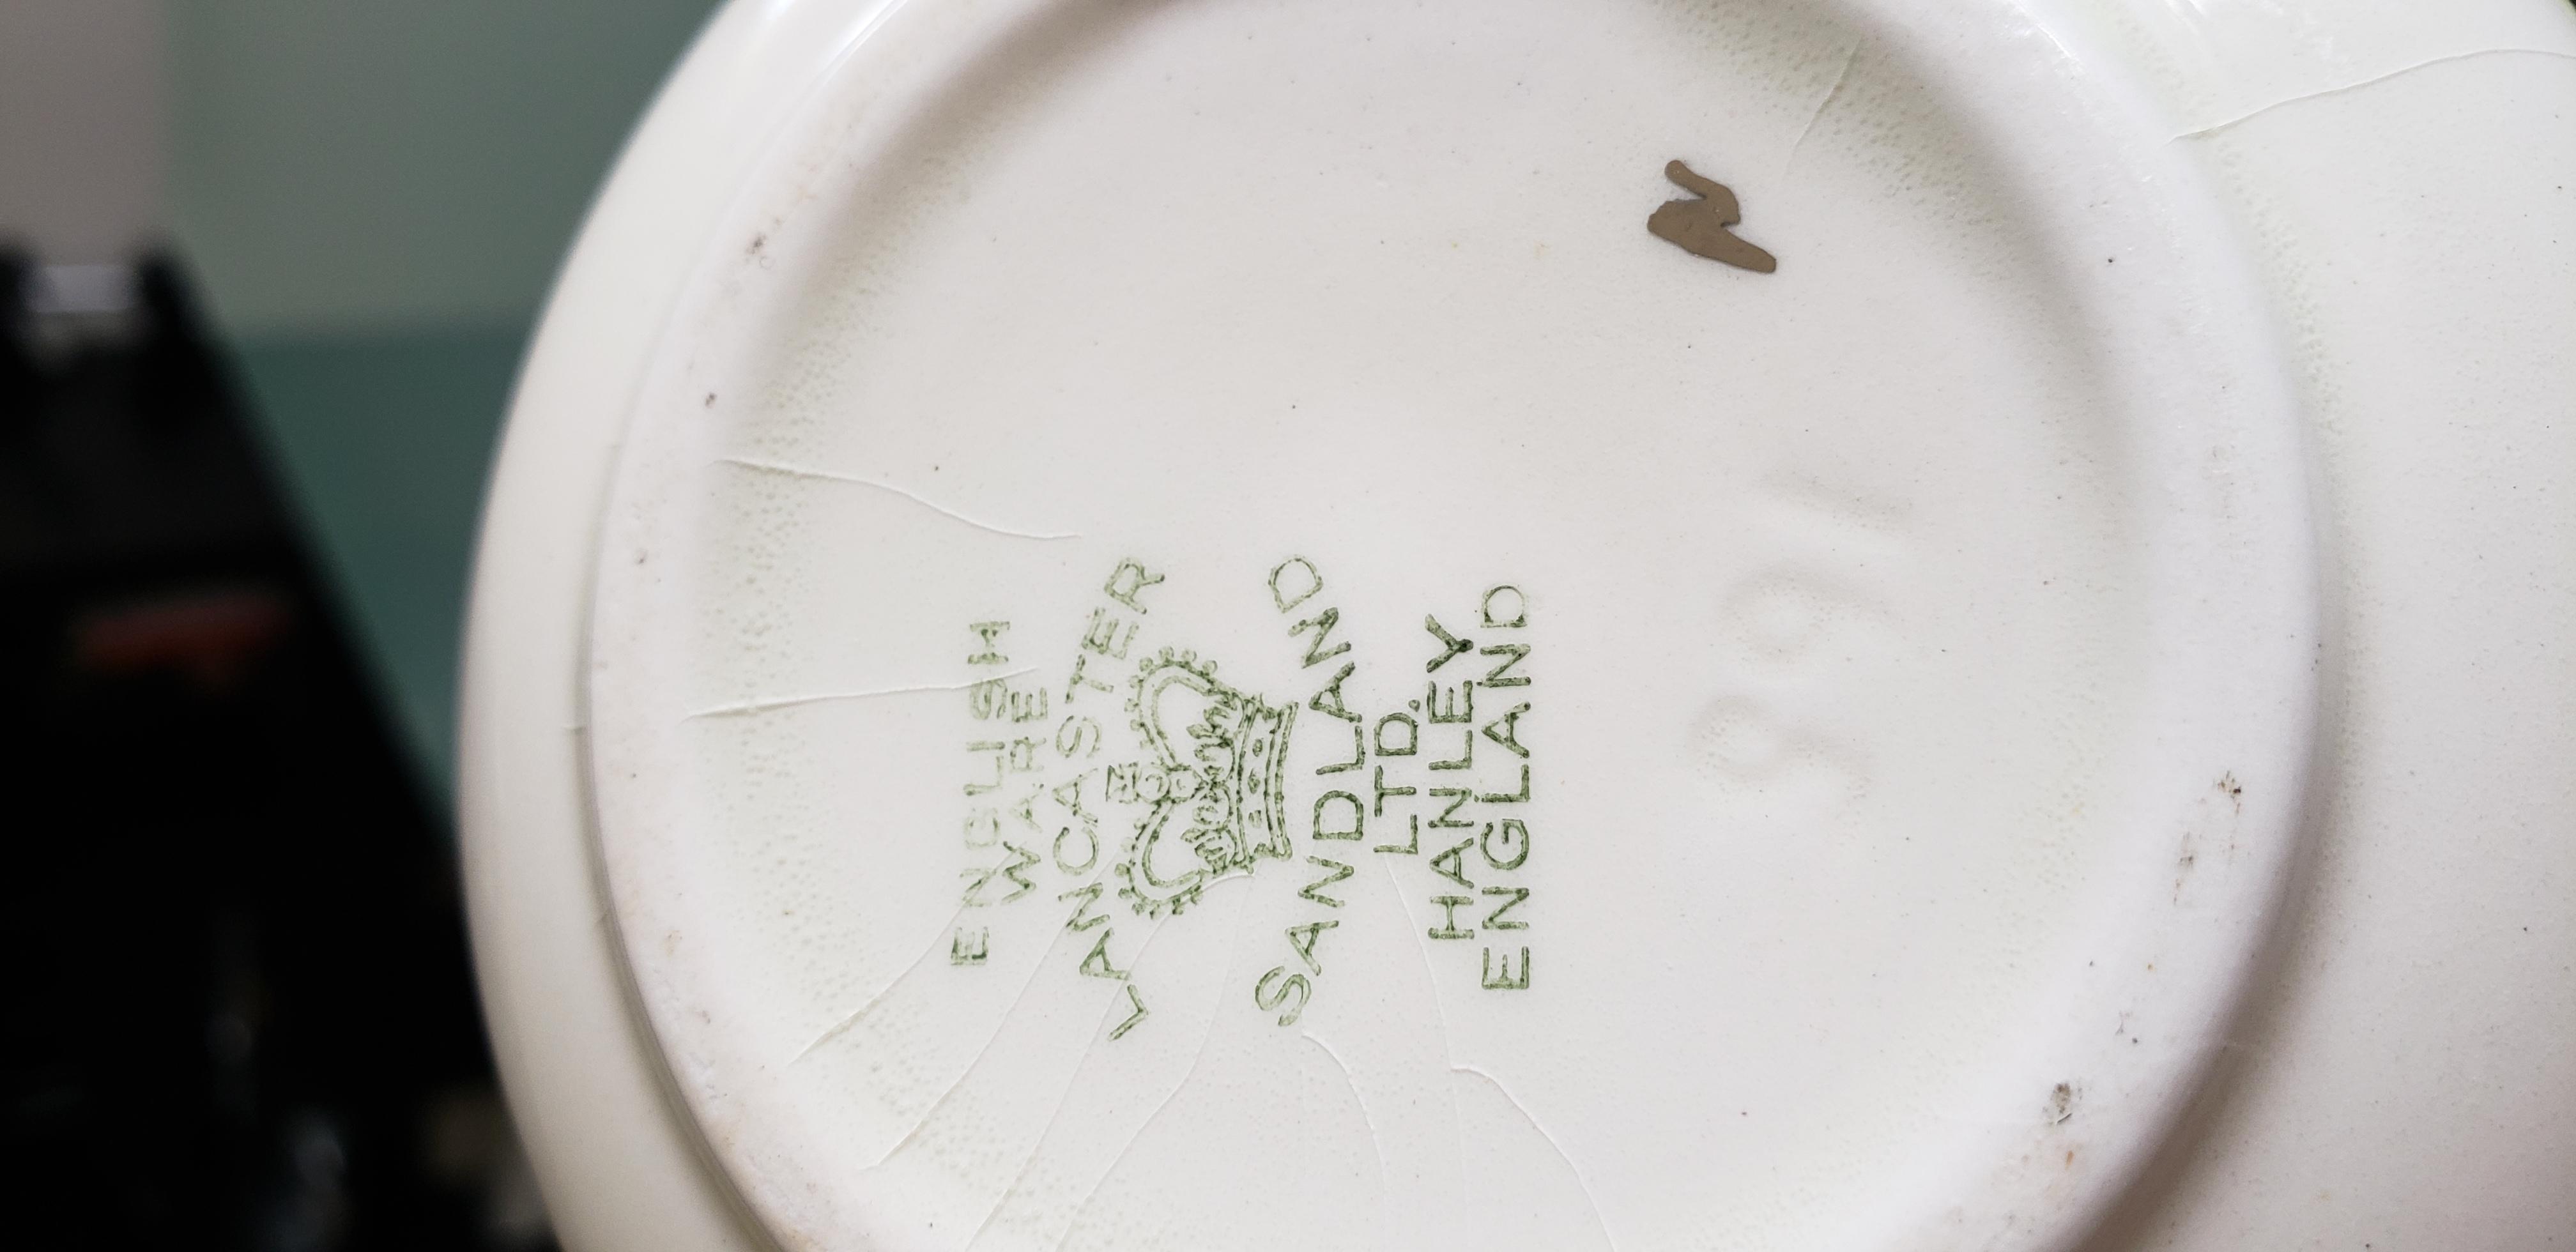 ENGLISH
WARE
LANCASTER
SANDLAND
LTD.
HANLEY
ENGLAND